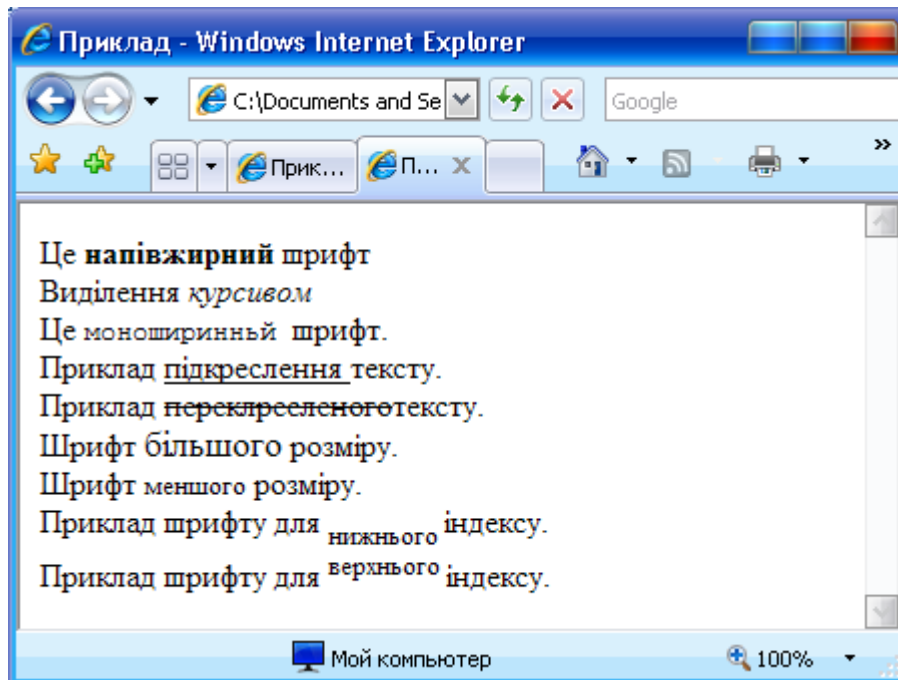 Приклад - Windows Internet Explorer
C:\Documents and Se
Google
Прик...
П...
Це напівжирний шрифт
Виділення курсивом
Це моноширинньй шрифт.
Приклад підкреслення тексту.
Приклад переклресленоготексту.
Шрифт більшого розміру.
Шрифт меншого розміру.
Приклад шрифту для нижнього індексу.
Приклад шрифту для верхнього індексу.
Мой компьютер
100%